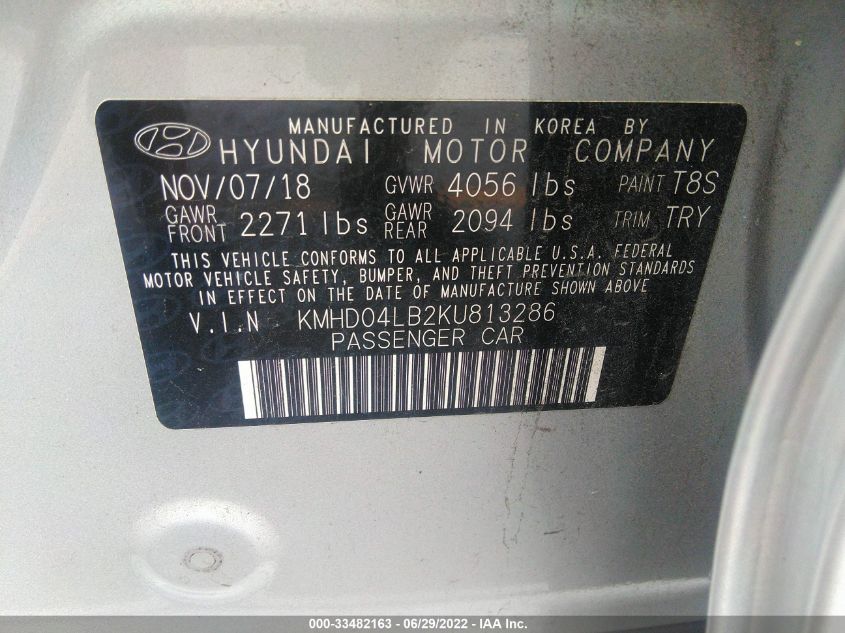 MANUFACTURED IN KOREA BY
HYUNDAI MOTOR COMPANY
NOV/07/18 GVWR 4056 lbs PAINT T8S
GAWR FRONT 2271 lbs GAWR REAR 2094 lbs TRIM TRY
THIS VEHICLE CONFORMS TO ALL APPLICABLE U.S.A. FEDERAL
MOTOR VEHICLE SAFETY, BUMPER, AND THEFT PREVENTION STANDARDS
IN EFFECT ON THE DATE OF MANUFACTURE SHOWN ABOVE
V.I.N KMHD04LB2KU813286
PASSENGER CAR
000-33482163 - 06/29/2022 - IAA Inc.